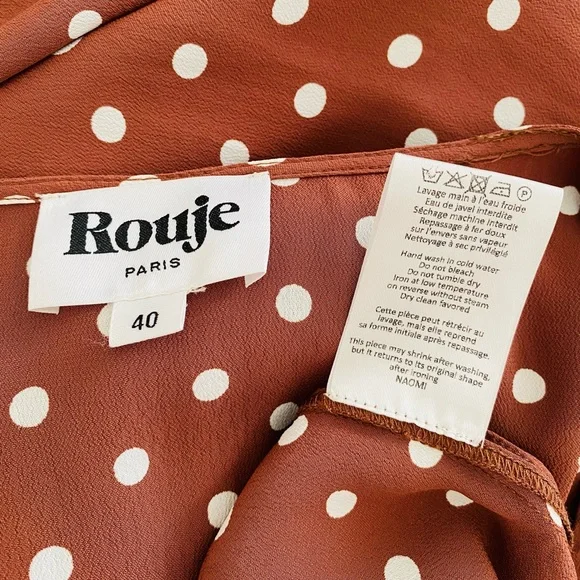 Rouje
PARIS
40
P
Lavage main à l'eau froide
Eau de javel interdite
Séchage machine interdit
Repassage à fer doux
sur l'envers sans vapeur
Nettoyage à sec privilégié
Hand wash in cold water
Do not bleach
Do not tumble dry
Iron at low temperature
on reverse without steam
Dry clean favored
Cette pièce peut rétrécir au
lavage, mais elle reprend
sa forme initiale après repassage.
This piece may shrink after washing,
but it returns to its original shape
after ironing
NAOMI